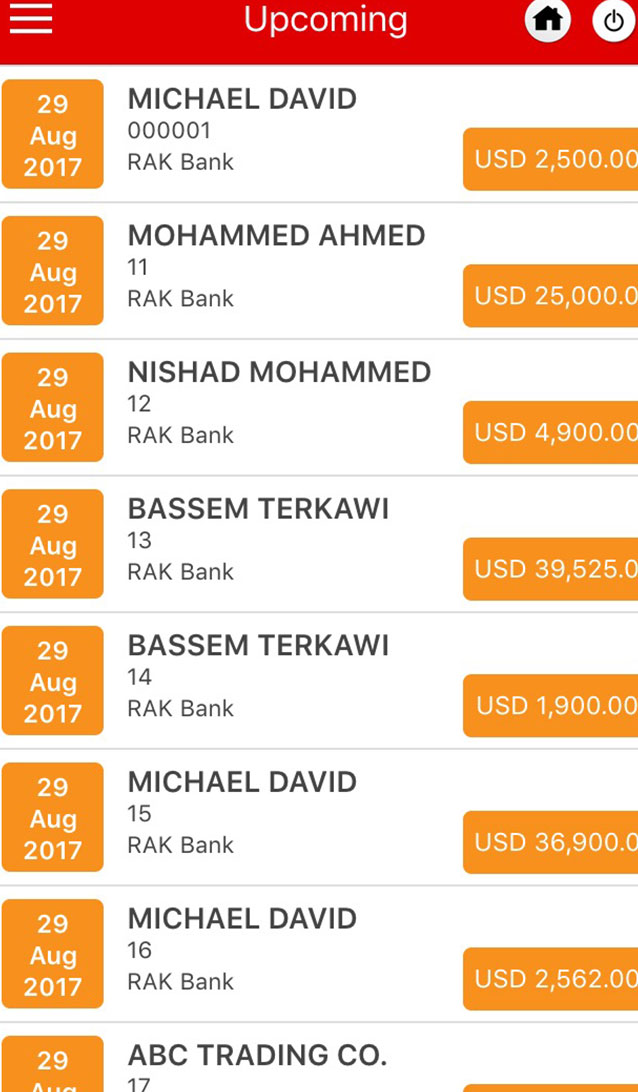 Upcoming
29
Aug
2017
MICHAEL DAVID
000001
RAK Bank
USD 2,500.00
29
Aug
2017
MOHAMMED AHMED
11
RAK Bank
USD 25,000.0
29
Aug
2017
NISHAD MOHAMMED
12
RAK Bank
USD 4,900.00
29
Aug
2017
BASSEM TERKAWI
13
RAK Bank
USD 39,525.0
29
Aug
2017
BASSEM TERKAWI
14
RAK Bank
USD 1,900.00
29
Aug
2017
MICHAEL DAVID
15
RAK Bank
USD 36,900.0
29
Aug
2017
MICHAEL DAVID
16
RAK Bank
USD 2,562.00
29
Aug
ABC TRADING CO.
17